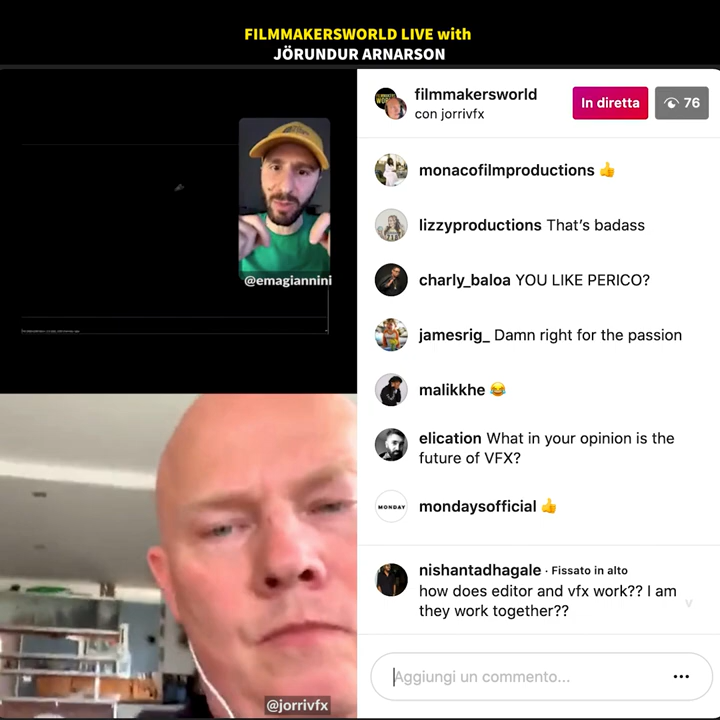 FILMMAKERSWORLD LIVE with
JÖRUNDUR ARNARSON
@emagiannini
@jorrivfx
filmmakersworld
con jorrivfx
In diretta
76
monacofilmproductions 👍
lizzyproductions That’s badass
charly_baloa YOU LIKE PERICO?
jamesrig_ Damn right for the passion
malikkhe 😂
elication What in your opinion is the
future of VFX?
MONDAY
mondaysofficial 👍
nishantadhagale · Fissato in alto
how does editor and vfx work?? I am
they work together??
Aggiungi un commento...